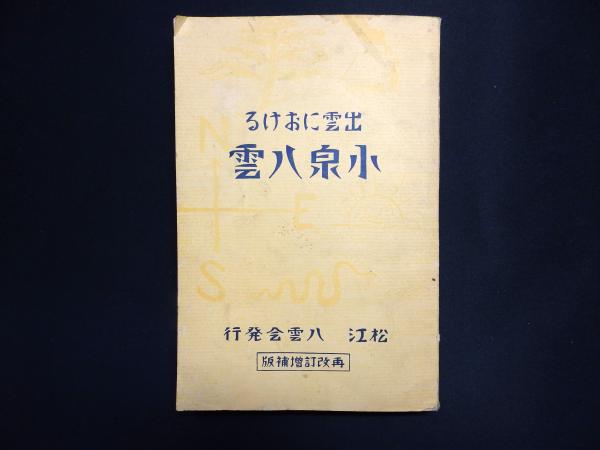 出雲における
小泉八雲
N
E
S
松江 八雲会発行
再改訂増補版